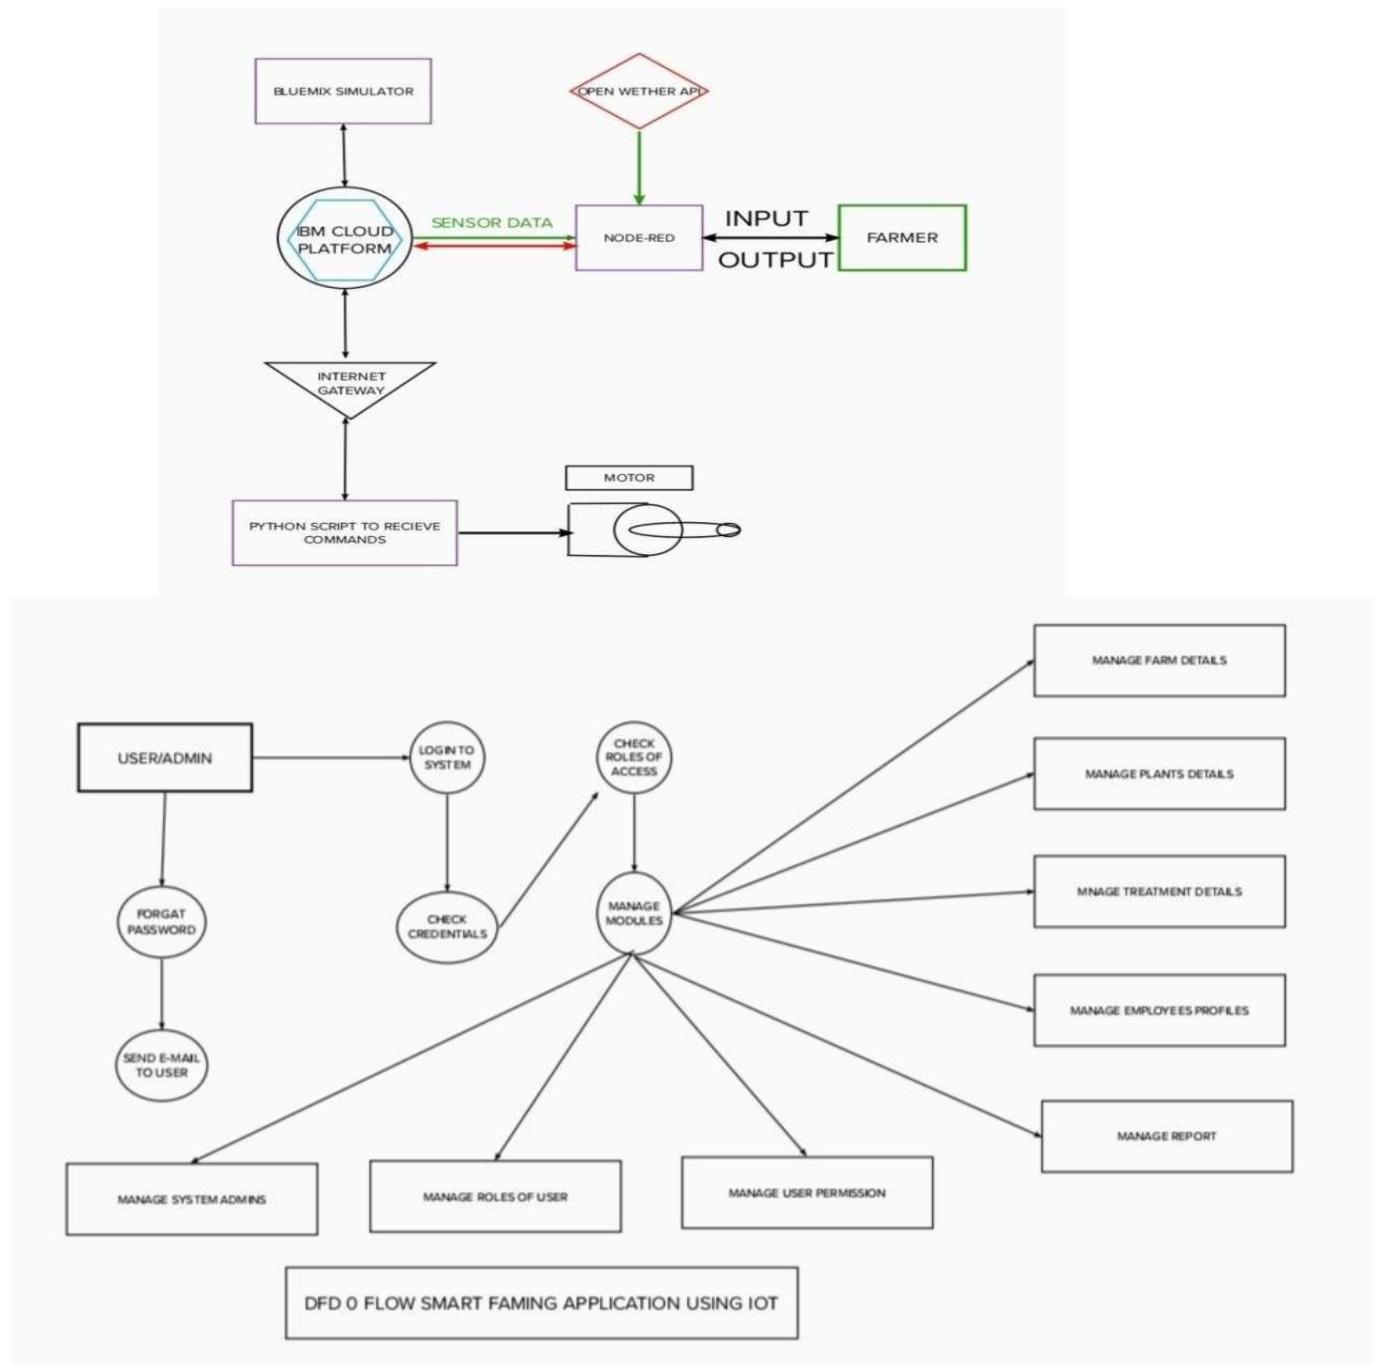 BLUEMIX SIMULATOR
OPEN WETHER API
IBM CLOUD
PLATFORM
SENSOR DATA
NODE-RED
INPUT
OUTPUT
FARMER
INTERNET
GATEWAY
MOTOR
PYTHON SCRIPT TO RECIEVE
COMMANDS
MANAGE FARM DETAILS
USER/ADMIN
LOGIN TO
SYSTEM
CHECK
ROLES OF
ACCESS
MANAGE PLANTS DETAILS
MNAGE TREATMENT DETAILS
FORGAT
PASSWORD
CHECK
CREDENTIALS
MANAGE
MODULES
MANAGE EMPLOYEES PROFILES
SEND E-MAIL
TO USER
MANAGE REPORT
MANAGE SYSTEM ADMINS
MANAGE ROLES OF USER
MANAGE USER PERMISSION
DFD 0 FLOW SMART FAMING APPLICATION USING IOT